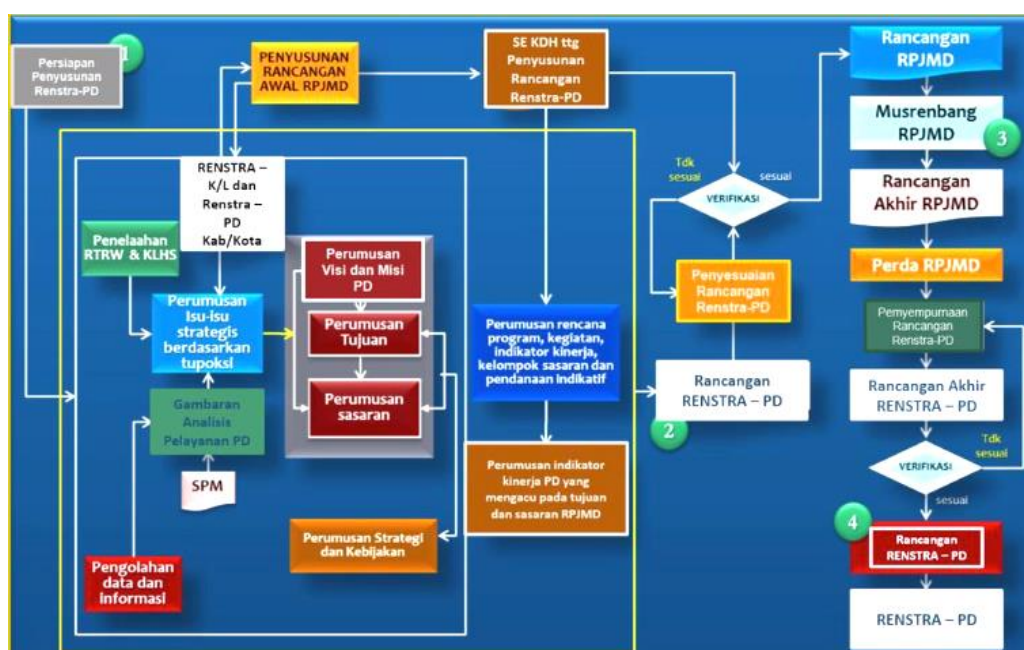 1
Persiapan
Penyusunan
Renstra-PD
PENYUSUNAN
RANCANGAN
AWAL RPJMD
SE KDH ttg
Penyusunan
Rancangan
Renstra-PD
Rancangan
RPJMD
Musrenbang
RPJMD
3
Rancangan
Akhir RPJMD
Perda RPJMD
Penyempurnaan
Rancangan
Renstra-PD
Rancangan Akhir
RENSTRA – PD
VERIFIKASI
Tdk
sesuai
sesuai
4
Rancangan
RENSTRA – PD
RENSTRA – PD
Tdk
sesuai
sesuai
VERIFIKASI
Penyesuaian
Rancangan
Renstra-PD
Rancangan
RENSTRA – PD
2
RENSTRA –
K/L dan
Renstra –
PD
Kab/Kota
Penelaahan
RTRW & KLHS
Perumusan
Isu-isu
strategis
berdasarkan
tupoksi
Gambaran
Analisis
Pelayanan PD
SPM
Pengolahan
data dan
informasi
Perumusan
Visi dan Misi
PD
Perumusan
Tujuan
Perumusan
sasaran
Perumusan Strategi
dan Kebijakan
Perumusan rencana
program, kegiatan,
indikator kinerja,
kelompok sasaran dan
pendanaan indikatif
Perumusan indikator
kinerja PD yang
mengacu pada tujuan
dan sasaran RPJMD